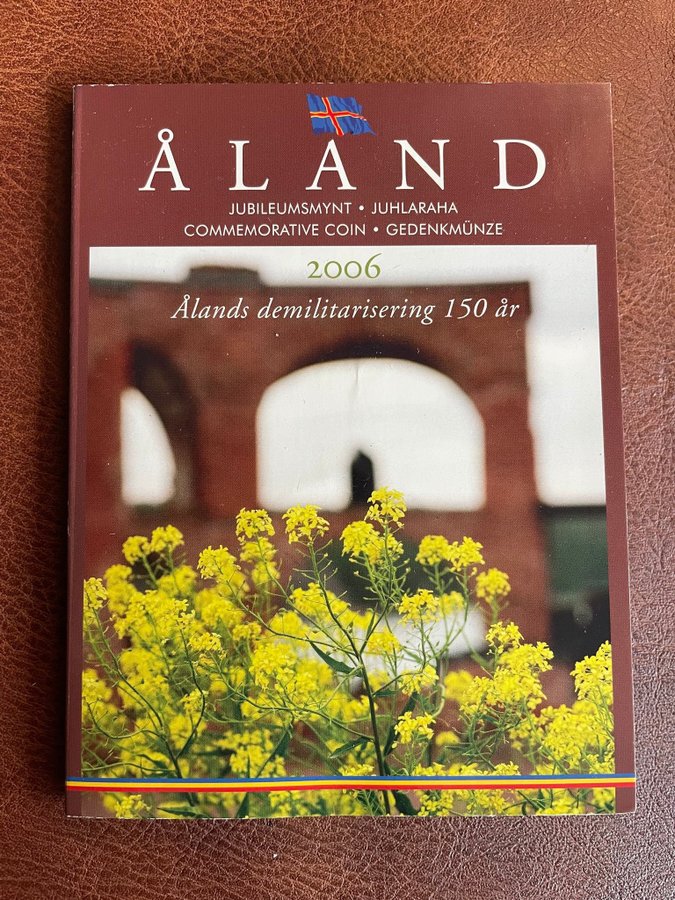 ÅLAND
JUBILEUMSMYNT • JUHLARAHA
COMMEMORATIVE COIN • GEDENKMÜNZE
2006
Ålands demilitarisering 150 år